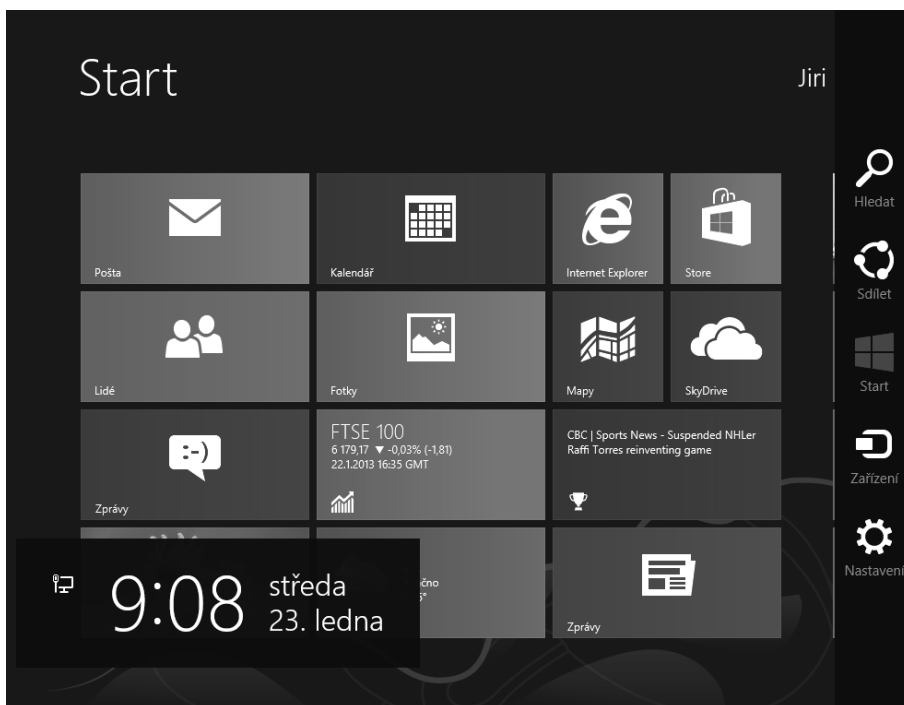 Start
Jiri
Hledat
Sdílet
Start
Zařízení
Nastavení
Pošta
Kalendář
Internet Explorer
Store
Lidé
Fotky
Mapy
SkyDrive
Zprávy
FTSE 100
6 179,17 ▼ -0,03% (-1,81)
22.1.2013 16:35 GMT
CBC | Sports News - Suspended NHLer
Raffi Torres reinventing game
Zprávy
9:08
středa
23. ledna